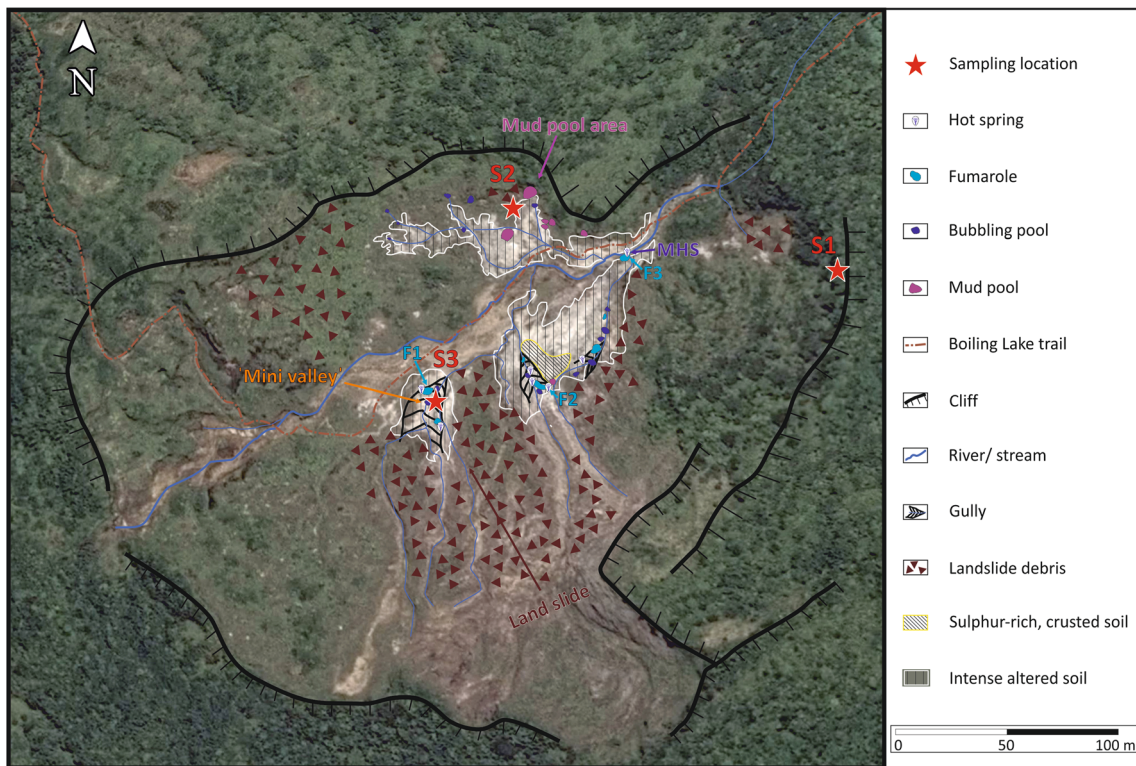 N
Mud pool area
S2
S1
MHS
F3
F1
S3
'Mini valley'
F2
Land slide
Sampling location
Hot spring
Fumarole
Bubbling pool
Mud pool
Boiling Lake trail
Cliff
River/ stream
Gully
Landslide debris
Sulphur-rich, crusted soil
Intense altered soil
0 50 100 m